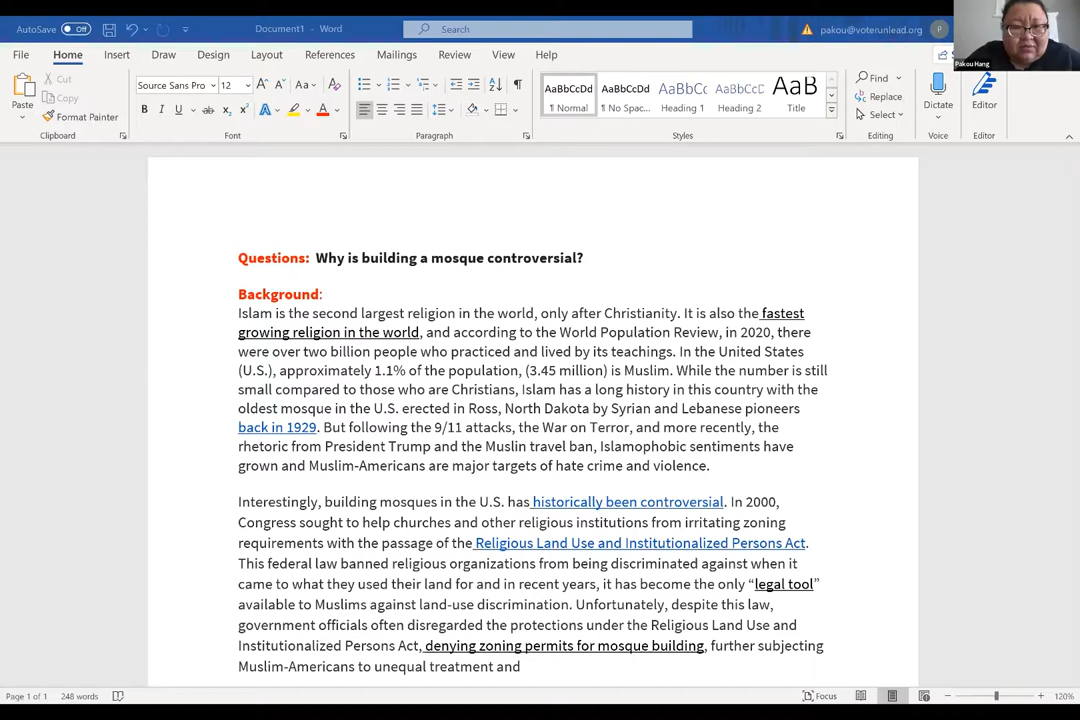 AutoSave Off Document1 - Word Search pakou@voterunlead.org P
Pakou Hang
File Home Insert Draw Design Layout References Mailings Review View Help
Cut
Copy
Format Painter
Paste
Clipboard
Source Sans Pro 12 Aa
B I U ab x₂ x² A A
Font
Paragraph
AaBbCcDd AaBbCcDd AaBbCc AaBbCcD AaB
¶ Normal ¶ No Spac... Heading 1 Heading 2 Title
Styles
Find
Replace
Select
Editing
Dictate
Voice
Editor
Editor
Questions: Why is building a mosque controversial?
Background:
Islam is the second largest religion in the world, only after Christianity. It is also the fastest
growing religion in the world, and according to the World Population Review, in 2020, there
were over two billion people who practiced and lived by its teachings. In the United States
(U.S.), approximately 1.1% of the population, (3.45 million) is Muslim. While the number is still
small compared to those who are Christians, Islam has a long history in this country with the
oldest mosque in the U.S. erected in Ross, North Dakota by Syrian and Lebanese pioneers
back in 1929. But following the 9/11 attacks, the War on Terror, and more recently, the
rhetoric from President Trump and the Muslin travel ban, Islamophobic sentiments have
grown and Muslim-Americans are major targets of hate crime and violence.
Interestingly, building mosques in the U.S. has historically been controversial. In 2000,
Congress sought to help churches and other religious institutions from irritating zoning
requirements with the passage of the Religious Land Use and Institutionalized Persons Act.
This federal law banned religious organizations from being discriminated against when it
came to what they used their land for and in recent years, it has become the only “legal tool”
available to Muslims against land-use discrimination. Unfortunately, despite this law,
government officials often disregarded the protections under the Religious Land Use and
Institutionalized Persons Act, denying zoning permits for mosque building, further subjecting
Muslim-Americans to unequal treatment and
Page 1 of 1 248 words Focus 120%